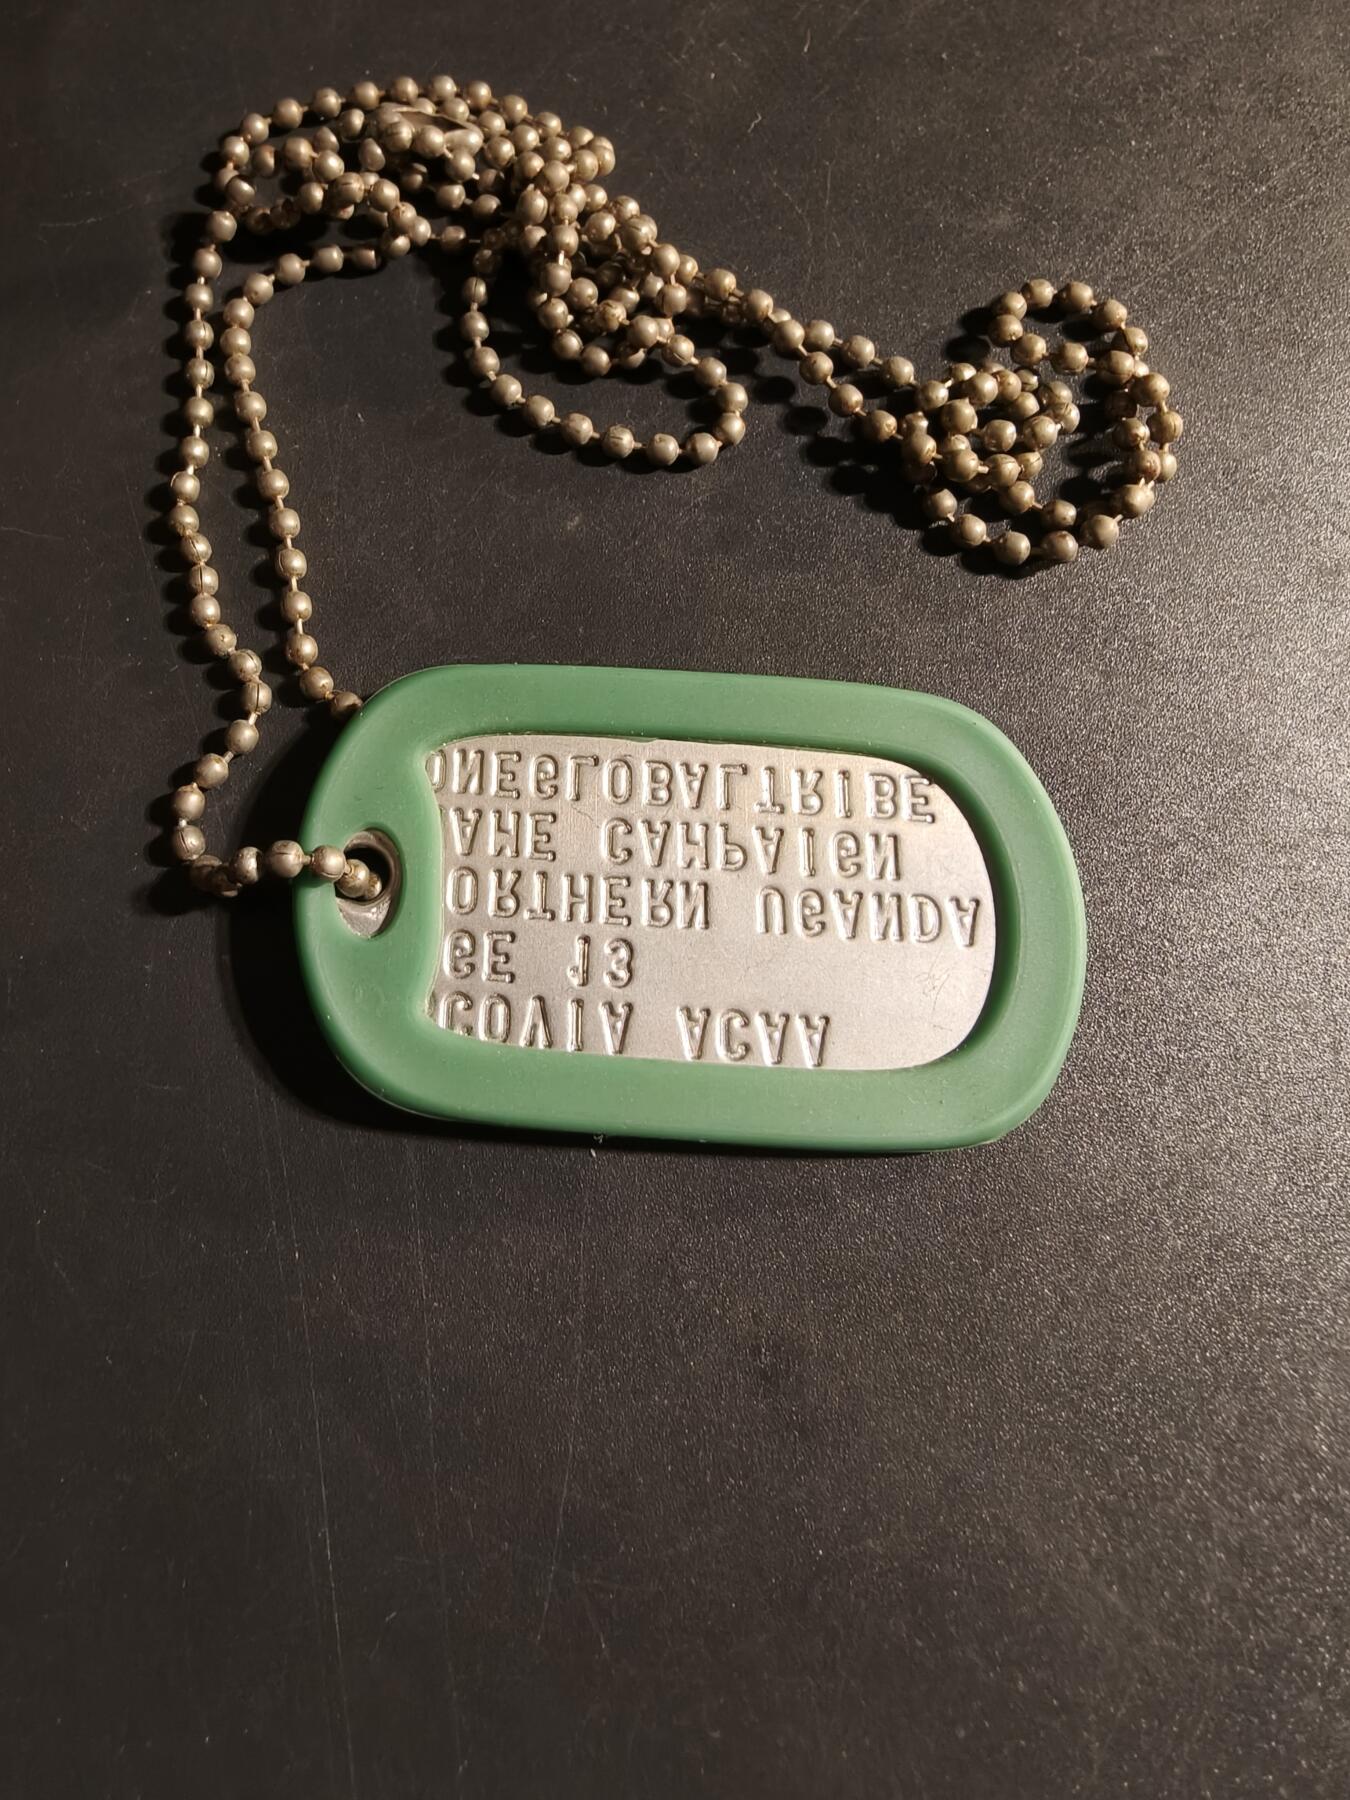 COVIA ACAA
GE 13
ORTHERN UGANDA
AME CAMPAIGN
ONEGLOBALTRIBE